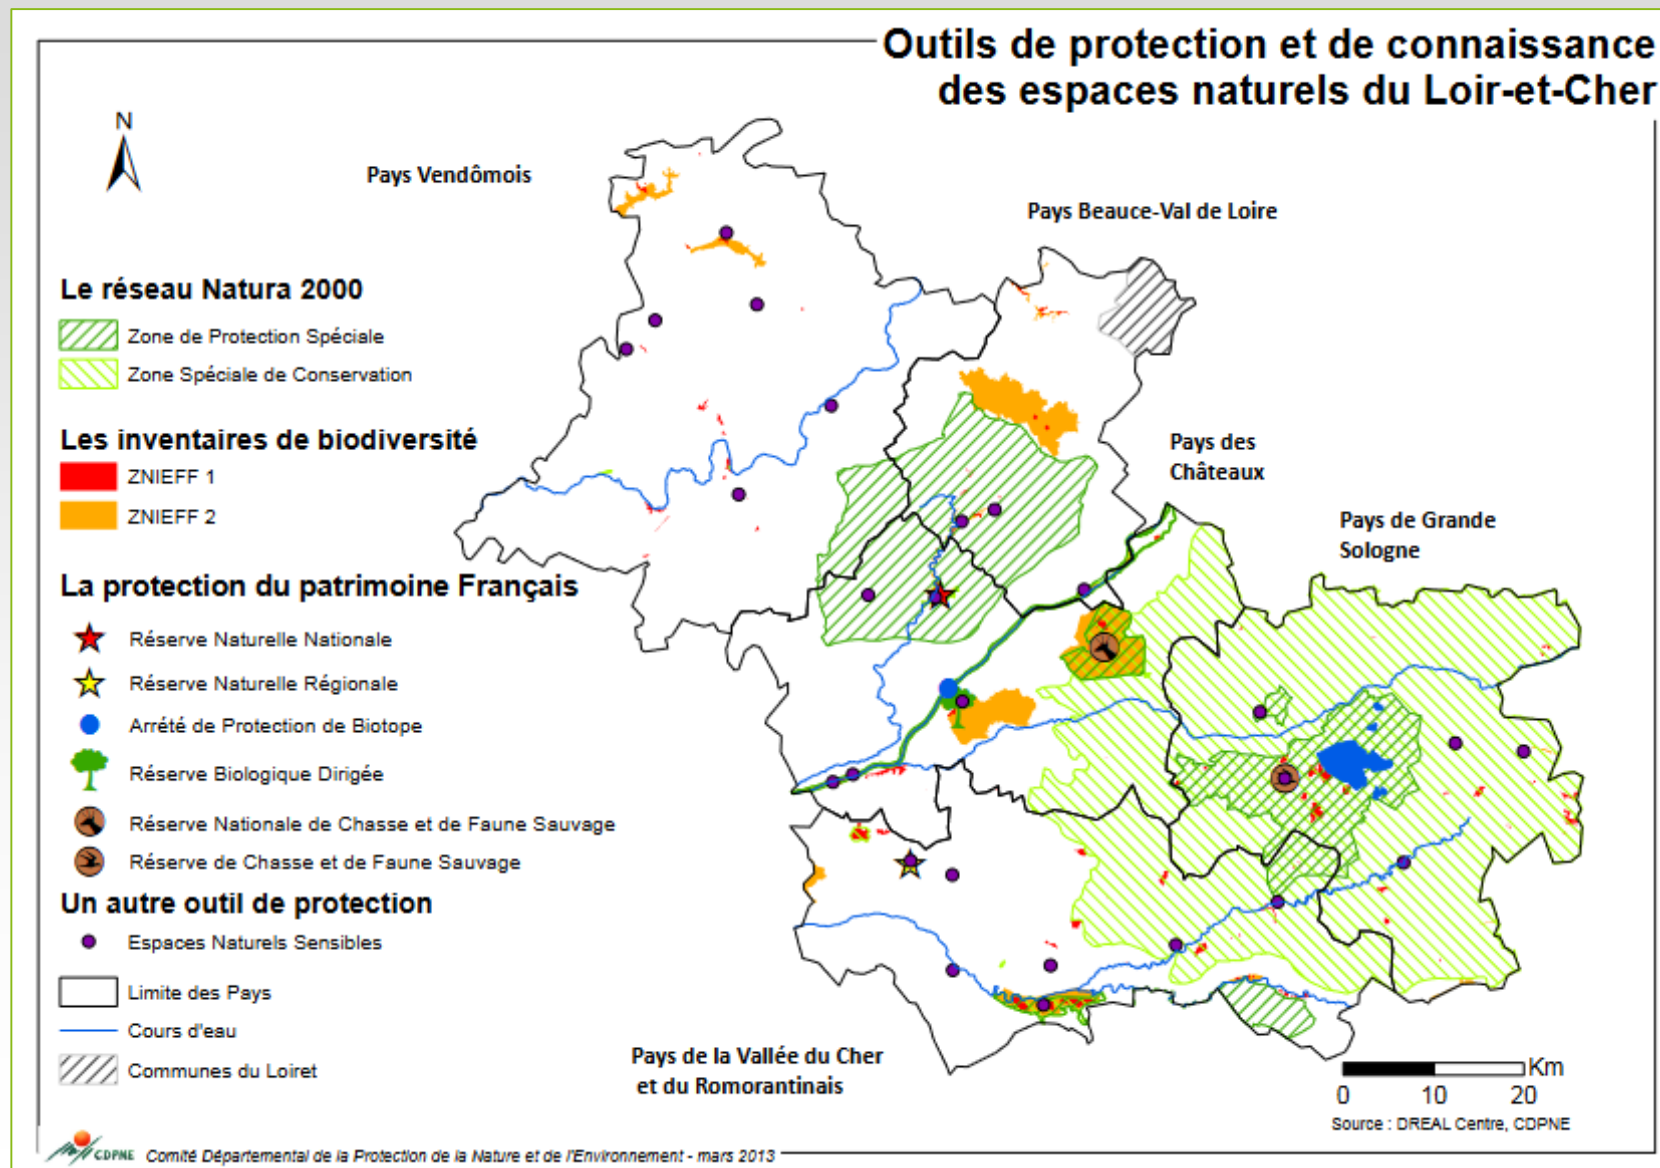 Outils de protection et de connaissance
des espaces naturels du Loir-et-Cher
N
Pays Vendômois
Pays Beauce-Val de Loire
Pays des
Châteaux
Pays de Grande
Sologne
Pays de la Vallée du Cher
et du Romorantinais
Le réseau Natura 2000
Zone de Protection Spéciale
Zone Spéciale de Conservation
Les inventaires de biodiversité
ZNIEFF 1
ZNIEFF 2
La protection du patrimoine Français
Réserve Naturelle Nationale
Réserve Naturelle Régionale
Arrété de Protection de Biotope
Réserve Biologique Dirigée
Réserve Nationale de Chasse et de Faune Sauvage
Réserve de Chasse et de Faune Sauvage
Un autre outil de protection
Espaces Naturels Sensibles
Limite des Pays
Cours d'eau
Communes du Loiret
Km
0 10 20
Source : DREAL Centre, CDPNE
CDPNE Comité Départemental de la Protection de la Nature et de l'Environnement - mars 2013